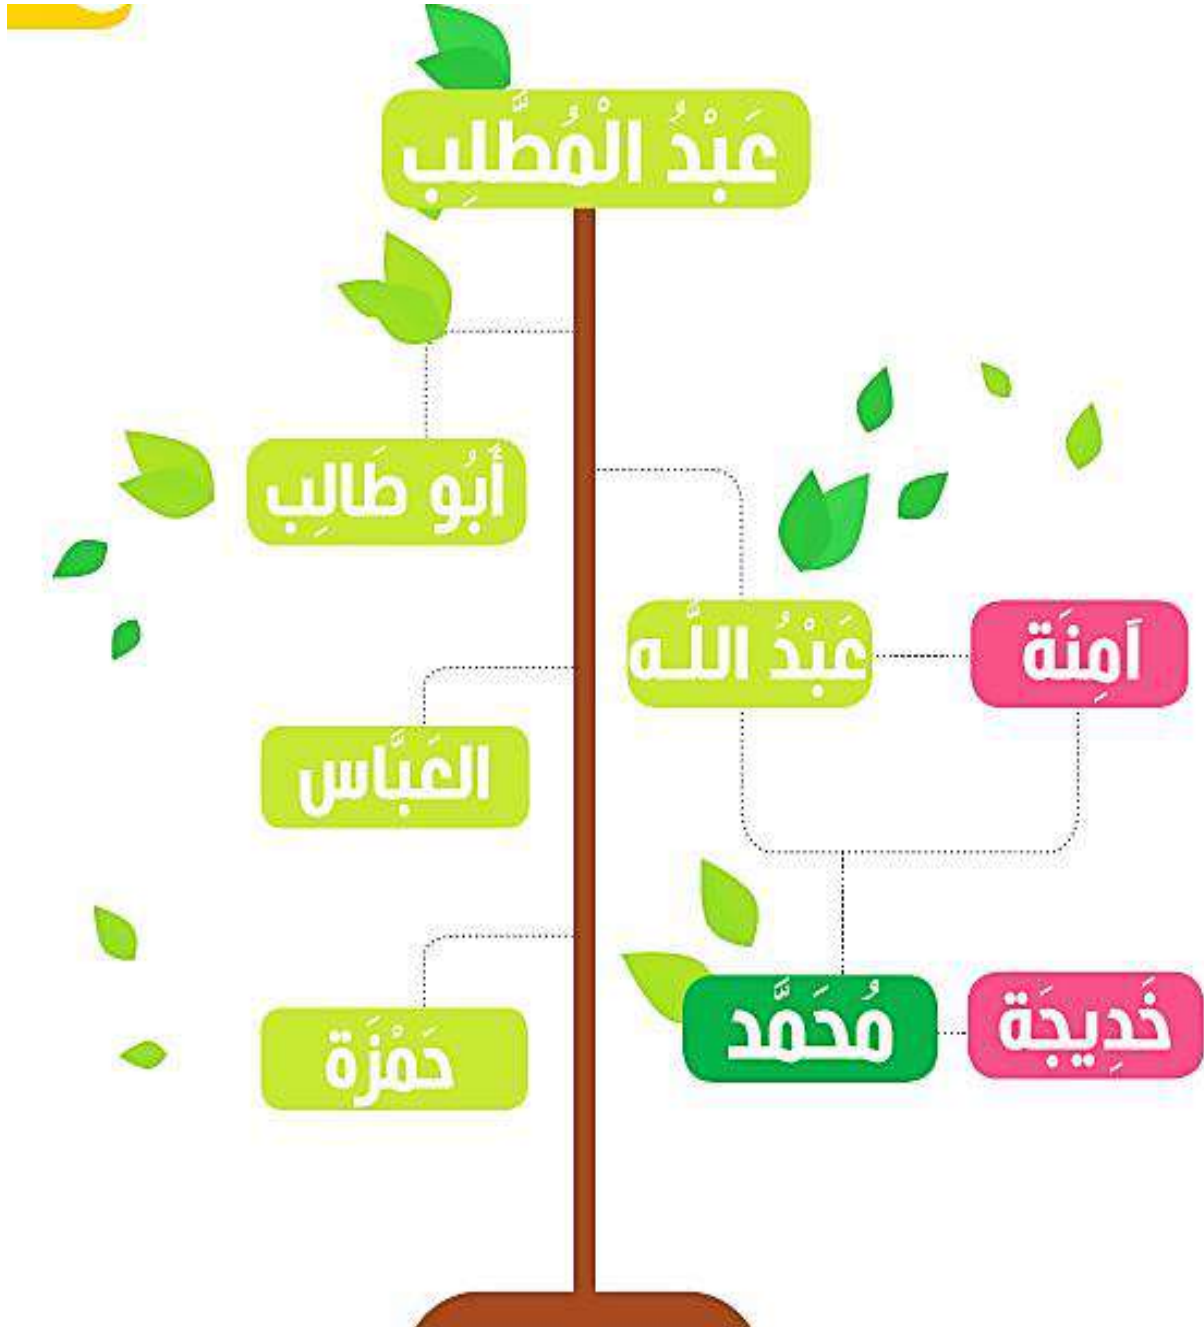 عَبْدُ الْمُطَّلِبِ
أَبُو طَالِب
عَبْدُ اللَّه
آمِنَة
العَبَّاس
مُحَمَّد
خَدِيجَة
حَمْزَة